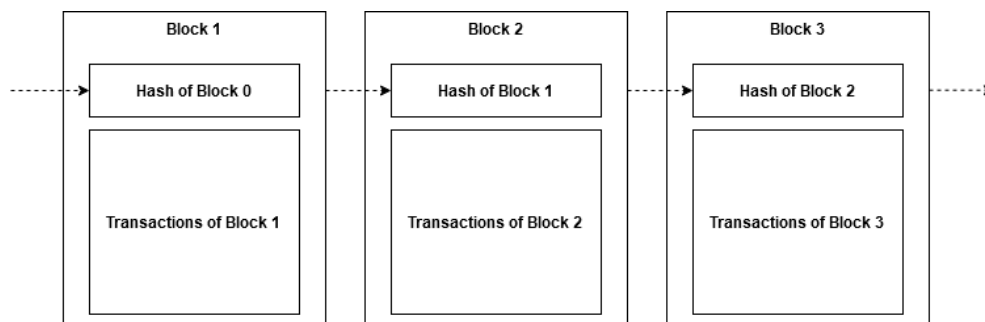 Block 1
Hash of Block 0
Transactions of Block 1
Block 2
Hash of Block 1
Transactions of Block 2
Block 3
Hash of Block 2
Transactions of Block 3